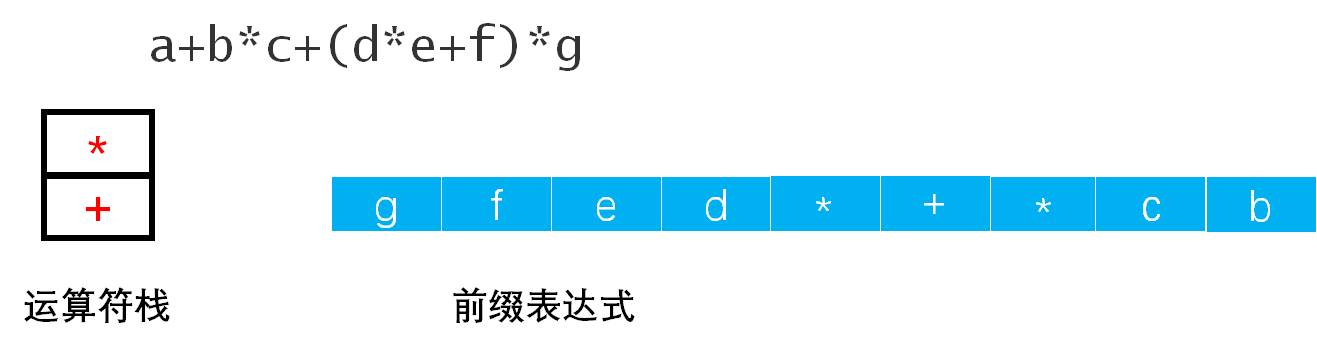 a+b*c+(d*e+f)*g
*
+
g f e d * + * c b
运算符栈 前缀表达式